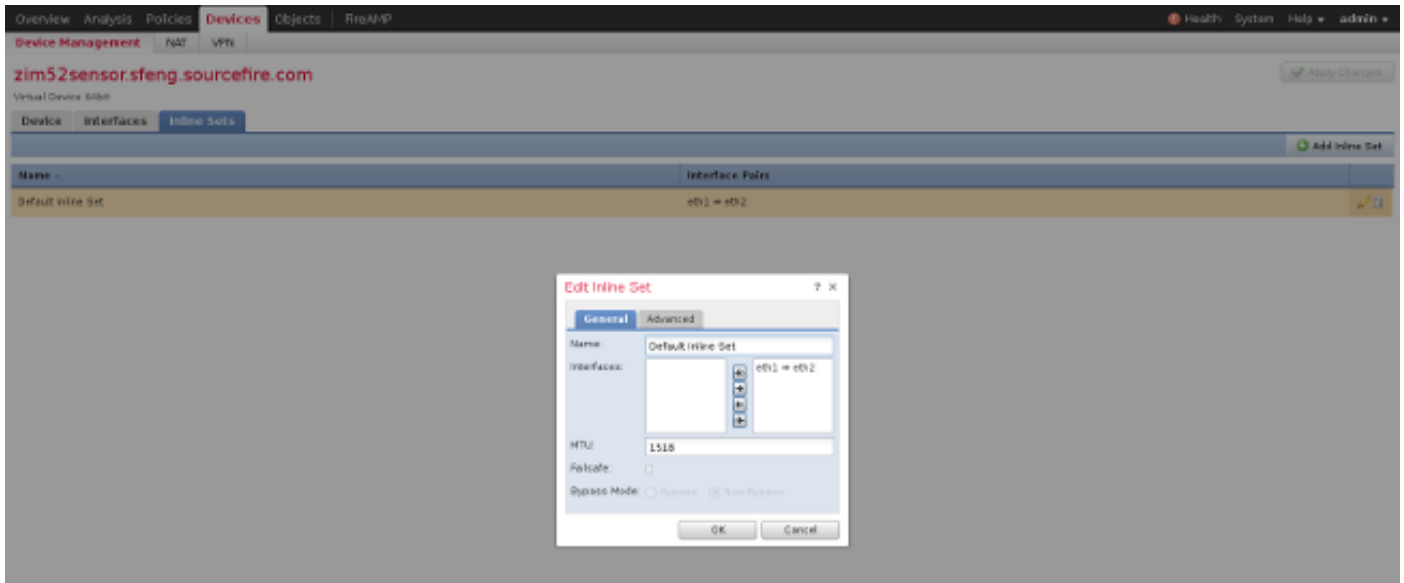 Overview Analysis Policies Devices Objects FireAMP Health System Help admin
Device Management NAT VPN
zim52sensor.sfeng.sourcefire.com
Apply Changes
Virtual Device 64bit
Device Interfaces Inline Sets
Add Inline Set
Name Interface Pairs
Default Inline Set eth1 ⇔ eth2
Edit Inline Set ? ×
General Advanced
Name: Default Inline Set
Interfaces: eth1 ⇔ eth2
MTU: 1518
Failsafe:
Bypass Mode: Bypass Non Bypass
OK Cancel